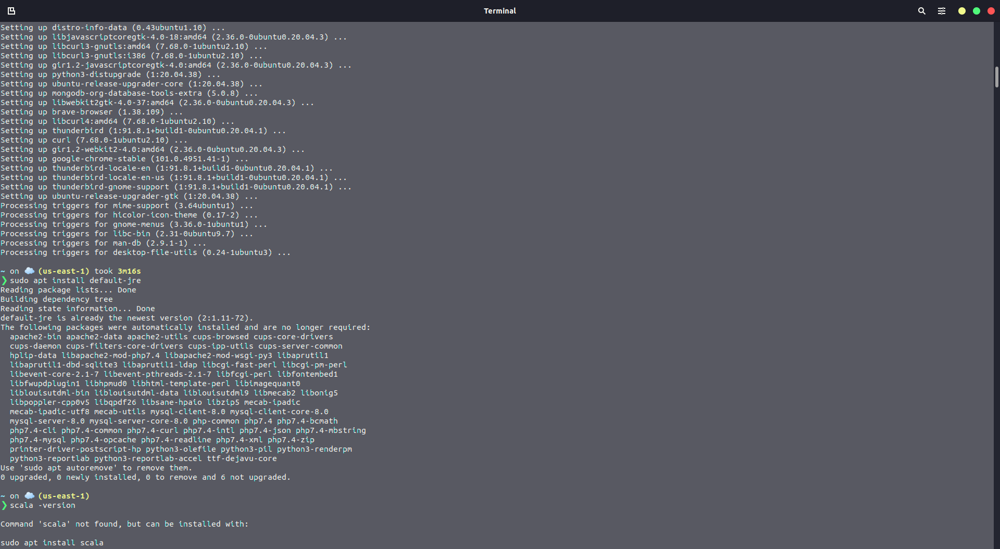 Terminal
Setting up distro-info-data (0.43ubuntu1.10) ...
Setting up libjavascriptcoregtk-4.0-18:amd64 (2.36.0-0ubuntu0.20.04.3) ...
Setting up libcurl3-gnutls:amd64 (7.68.0-1ubuntu2.10) ...
Setting up libcurl3-gnutls:i386 (7.68.0-1ubuntu2.10) ...
Setting up gir1.2-javascriptcoregtk-4.0:amd64 (2.36.0-0ubuntu0.20.04.3) ...
Setting up python3-distupgrade (1:20.04.38) ...
Setting up ubuntu-release-upgrader-core (1:20.04.38) ...
Setting up mongodb-org-database-tools-extra (5.0.8) ...
Setting up libwebkit2gtk-4.0-37:amd64 (2.36.0-0ubuntu0.20.04.3) ...
Setting up brave-browser (1.38.109) ...
Setting up libcurl4:amd64 (7.68.0-1ubuntu2.10) ...
Setting up thunderbird (1:91.8.1+build1-0ubuntu0.20.04.1) ...
Setting up curl (7.68.0-1ubuntu2.10) ...
Setting up gir1.2-webkit2-4.0:amd64 (2.36.0-0ubuntu0.20.04.3) ...
Setting up google-chrome-stable (101.0.4951.41-1) ...
Setting up thunderbird-locale-en (1:91.8.1+build1-0ubuntu0.20.04.1) ...
Setting up thunderbird-locale-en-us (1:91.8.1+build1-0ubuntu0.20.04.1) ...
Setting up thunderbird-gnome-support (1:91.8.1+build1-0ubuntu0.20.04.1) ...
Setting up ubuntu-release-upgrader-gtk (1:20.04.38) ...
Processing triggers for mime-support (3.64ubuntu1) ...
Processing triggers for hicolor-icon-theme (0.17-2) ...
Processing triggers for gnome-menus (3.36.0-1ubuntu1) ...
Processing triggers for libc-bin (2.31-0ubuntu9.7) ...
Processing triggers for man-db (2.9.1-1) ...
Processing triggers for desktop-file-utils (0.24-1ubuntu3) ...
~ on ☁️ (us-east-1) took 3m16s
❯ sudo apt install default-jre
Reading package lists... Done
Building dependency tree
Reading state information... Done
default-jre is already the newest version (2:1.11-72).
The following packages were automatically installed and are no longer required:
apache2-bin apache2-data apache2-utils cups-browsed cups-core-drivers
cups-daemon cups-filters-core-drivers cups-ipp-utils cups-server-common
hplip-data libapache2-mod-php7.4 libapache2-mod-wsgi-py3 libaprutil1
libaprutil1-dbd-sqlite3 libaprutil1-ldap libcgi-fast-perl libcgi-pm-perl
libevent-core-2.1-7 libevent-pthreads-2.1-7 libfcgi-perl libfontembed1
libfwupdplugin1 libhpmud0 libhtml-template-perl libimagequant0
liblouisutdml-bin liblouisutdml-data liblouisutdml9 libmecab2 libonig5
libpoppler-cpp0v5 libqpdf26 libsane-hpaio libzip5 mecab-ipadic
mecab-ipadic-utf8 mecab-utils mysql-client-8.0 mysql-client-core-8.0
mysql-server-8.0 mysql-server-core-8.0 php-common php7.4 php7.4-bcmath
php7.4-cli php7.4-common php7.4-curl php7.4-intl php7.4-json php7.4-mbstring
php7.4-mysql php7.4-opcache php7.4-readline php7.4-xml php7.4-zip
printer-driver-postscript-hp python3-olefile python3-pil python3-renderpm
python3-reportlab python3-reportlab-accel ttf-dejavu-core
Use 'sudo apt autoremove' to remove them.
0 upgraded, 0 newly installed, 0 to remove and 6 not upgraded.
~ on ☁️ (us-east-1)
❯ scala -version
Command 'scala' not found, but can be installed with:
sudo apt install scala